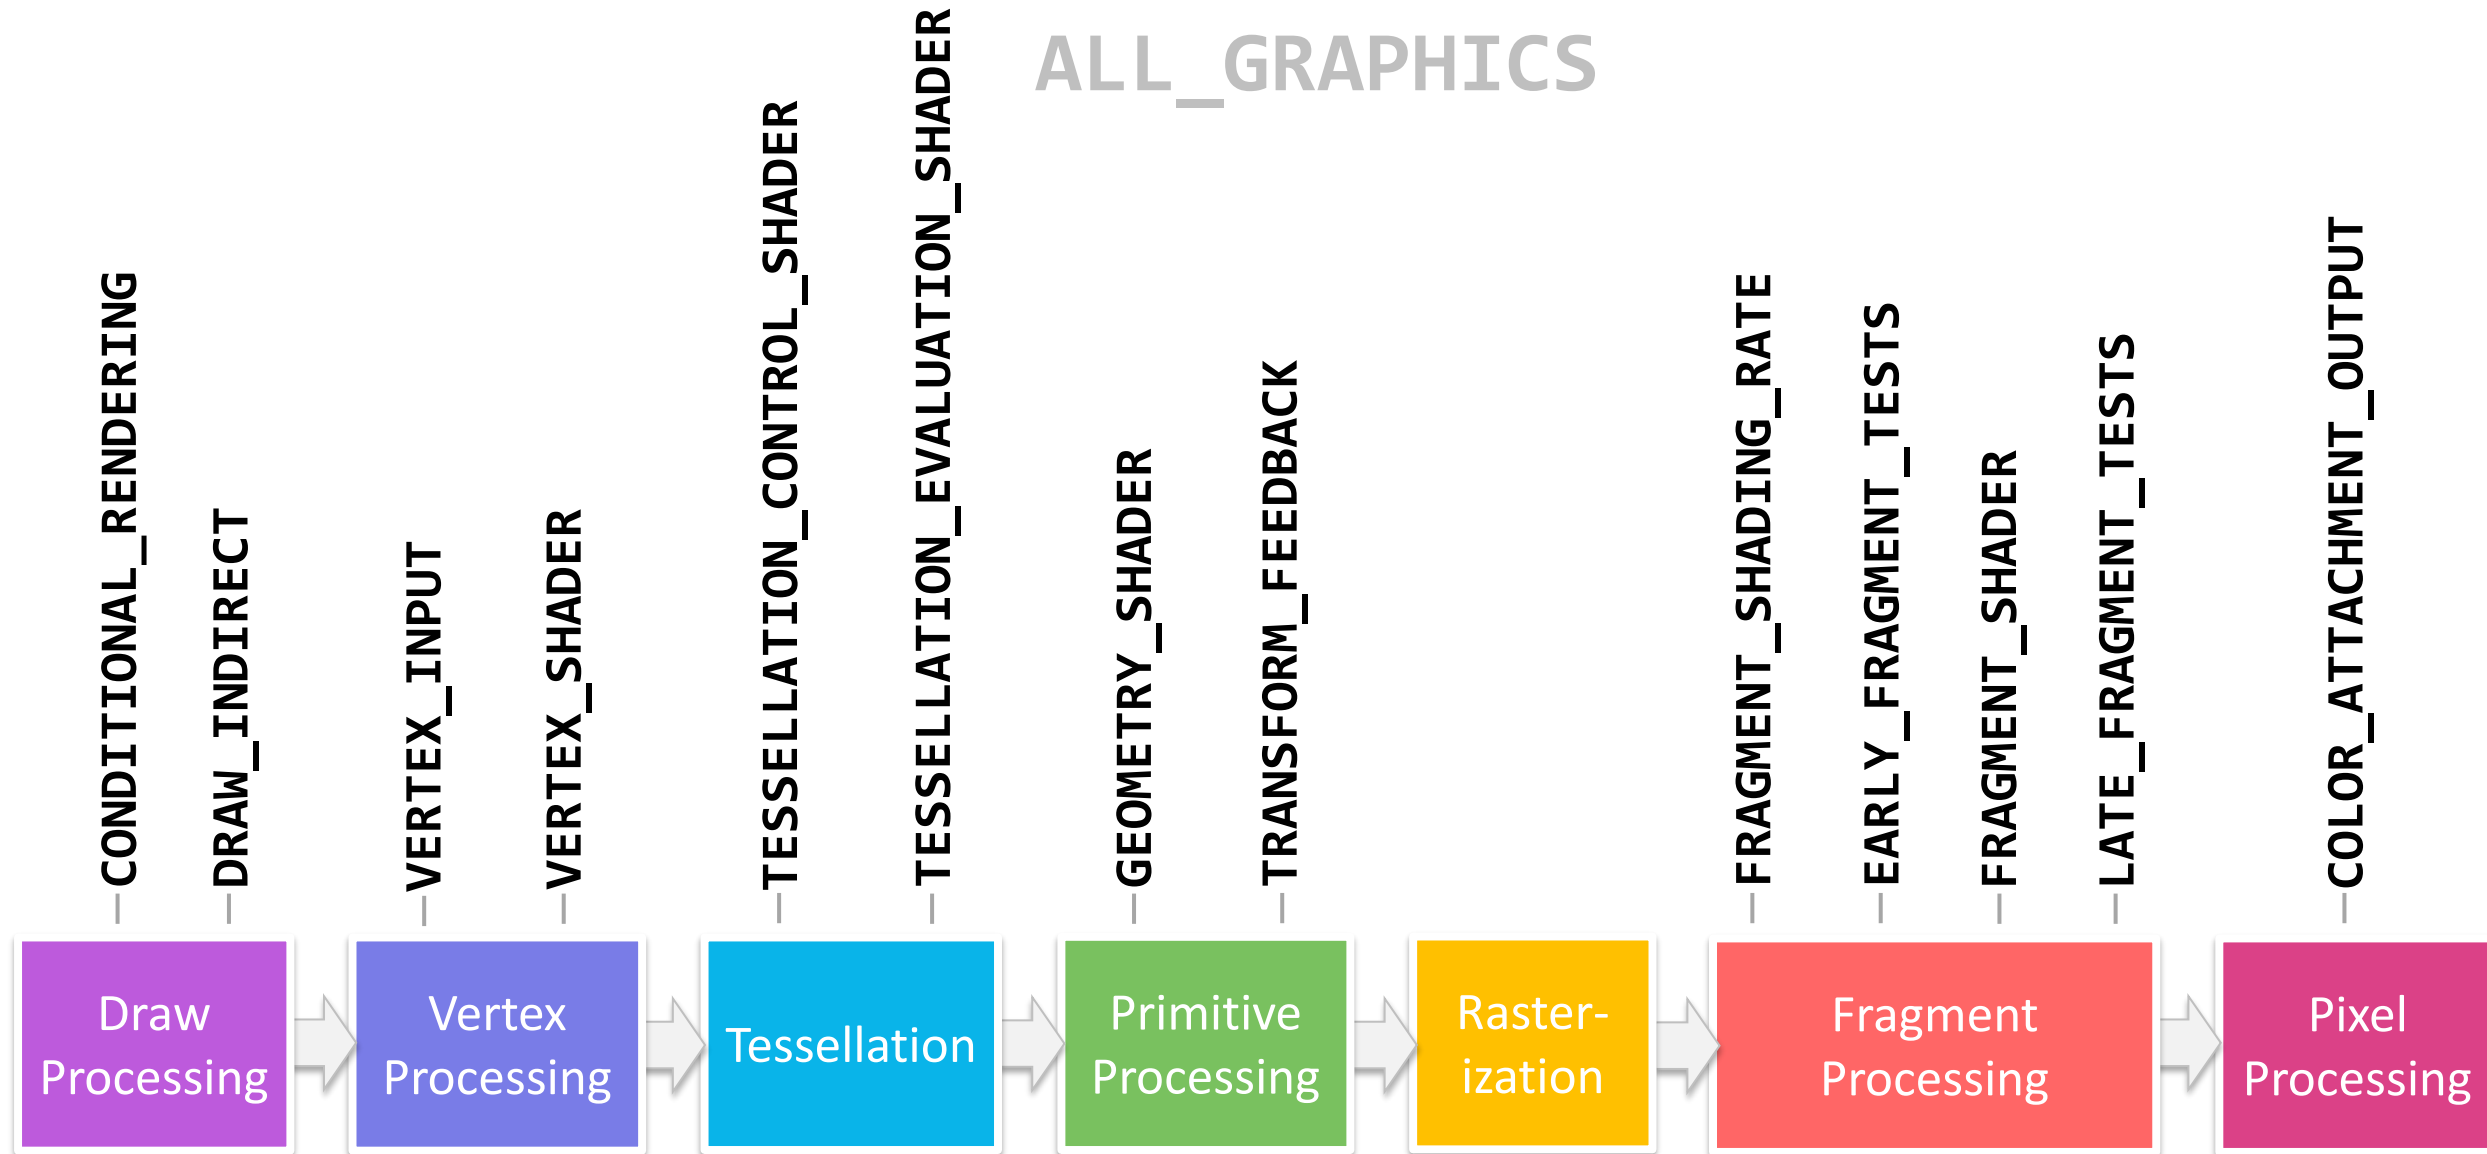 ALL_GRAPHICS
CONDITIONAL_RENDERING
DRAW_INDIRECT
VERTEX_INPUT
VERTEX_SHADER
TESSELLATION_CONTROL_SHADER
TESSELLATION_EVALUATION_SHADER
GEOMETRY_SHADER
TRANSFORM_FEEDBACK
FRAGMENT_SHADING_RATE
EARLY_FRAGMENT_TESTS
FRAGMENT_SHADER
LATE_FRAGMENT_TESTS
COLOR_ATTACHMENT_OUTPUT
Draw
Processing
Vertex
Processing
Tessellation
Primitive
Processing
Raster-
ization
Fragment
Processing
Pixel
Processing